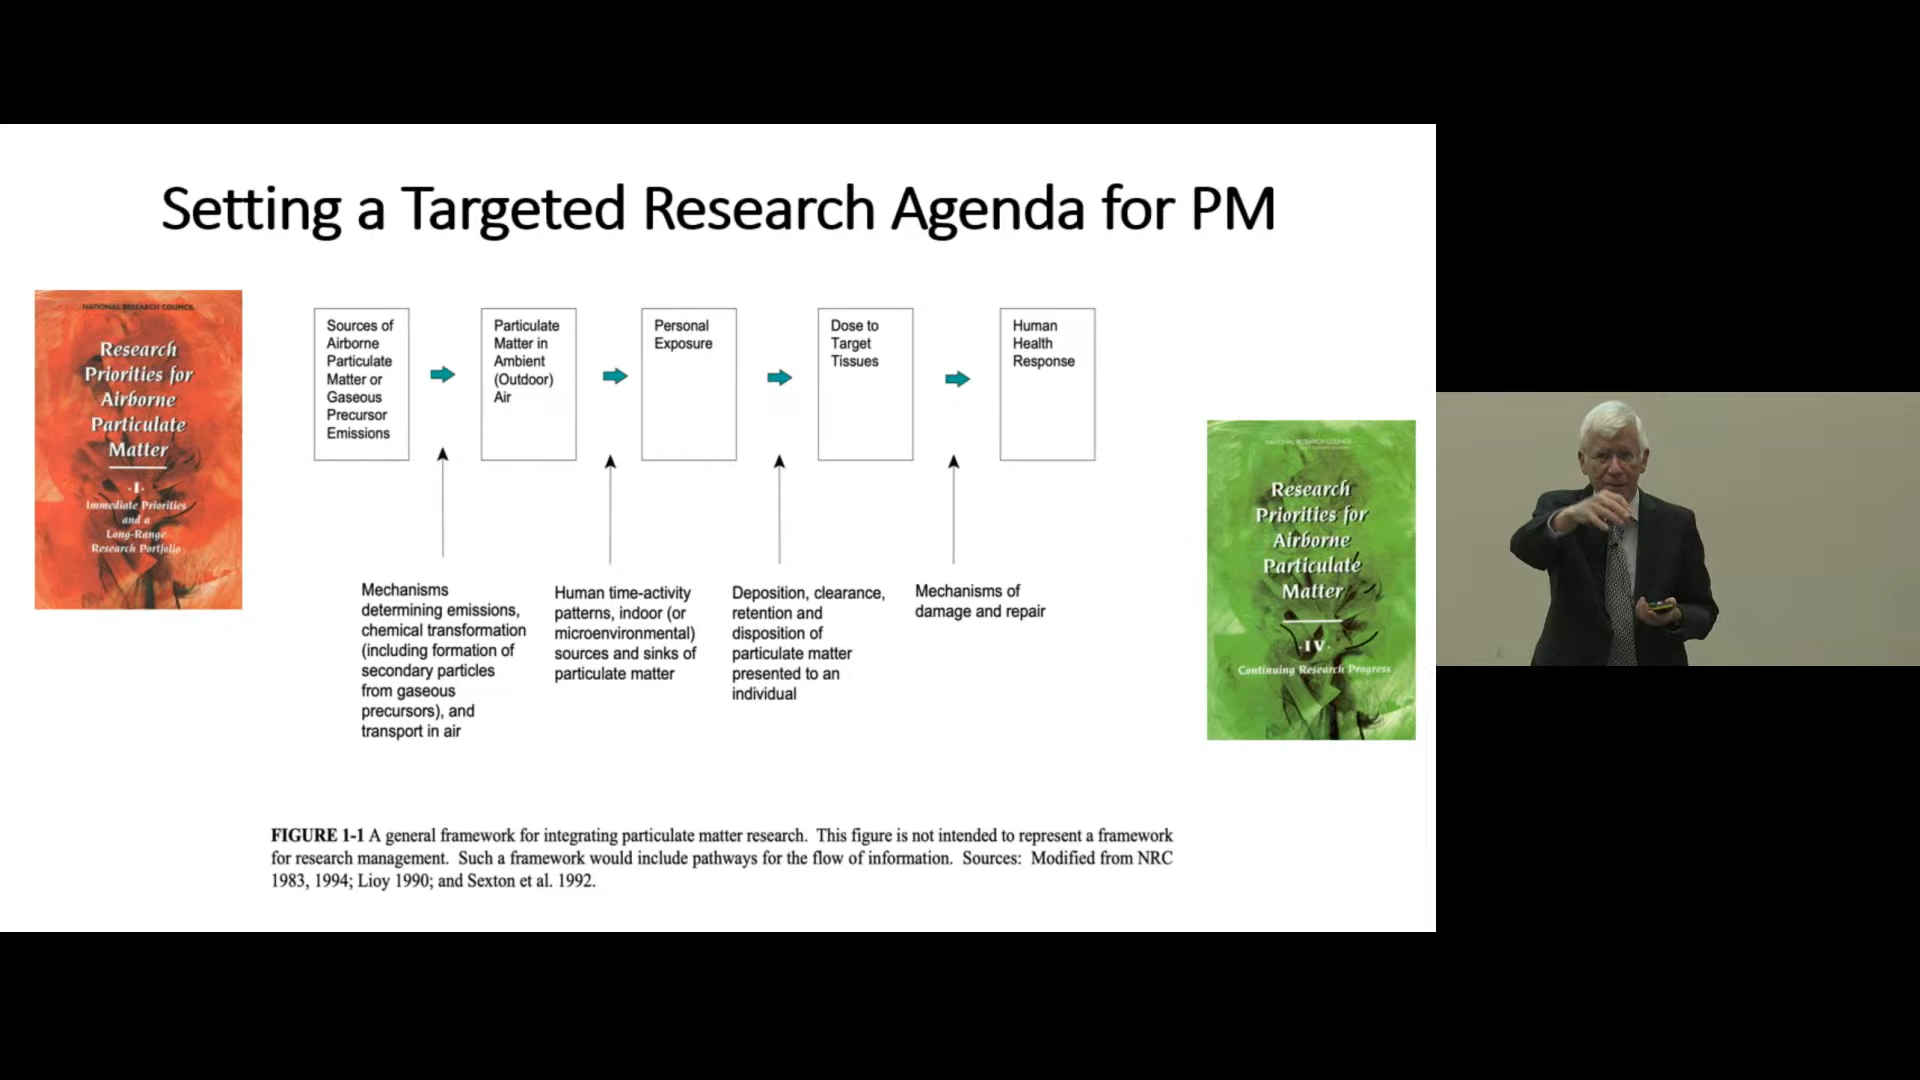 Setting a Targeted Research Agenda for PM
NATIONAL RESEARCH COUNCIL
Research
Priorities for
Airborne
Particulate
Matter
·I·
Immediate Priorities
and a
Long-Range
Research Portfolio
Sources of
Airborne
Particulate
Matter or
Gaseous
Precursor
Emissions
Particulate
Matter in
Ambient
(Outdoor)
Air
Personal
Exposure
Dose to
Target
Tissues
Human
Health
Response
Mechanisms
determining emissions,
chemical transformation
(including formation of
secondary particles
from gaseous
precursors), and
transport in air
Human time-activity
patterns, indoor (or
microenvironmental)
sources and sinks of
particulate matter
Deposition, clearance,
retention and
disposition of
particulate matter
presented to an
individual
Mechanisms of
damage and repair
NATIONAL RESEARCH COUNCIL
Research
Priorities for
Airborne
Particulate
Matter
·IV·
Continuing Research Progress
FIGURE 1-1 A general framework for integrating particulate matter research. This figure is not intended to represent a framework
for research management. Such a framework would include pathways for the flow of information. Sources: Modified from NRC
1983, 1994; Lioy 1990; and Sexton et al. 1992.